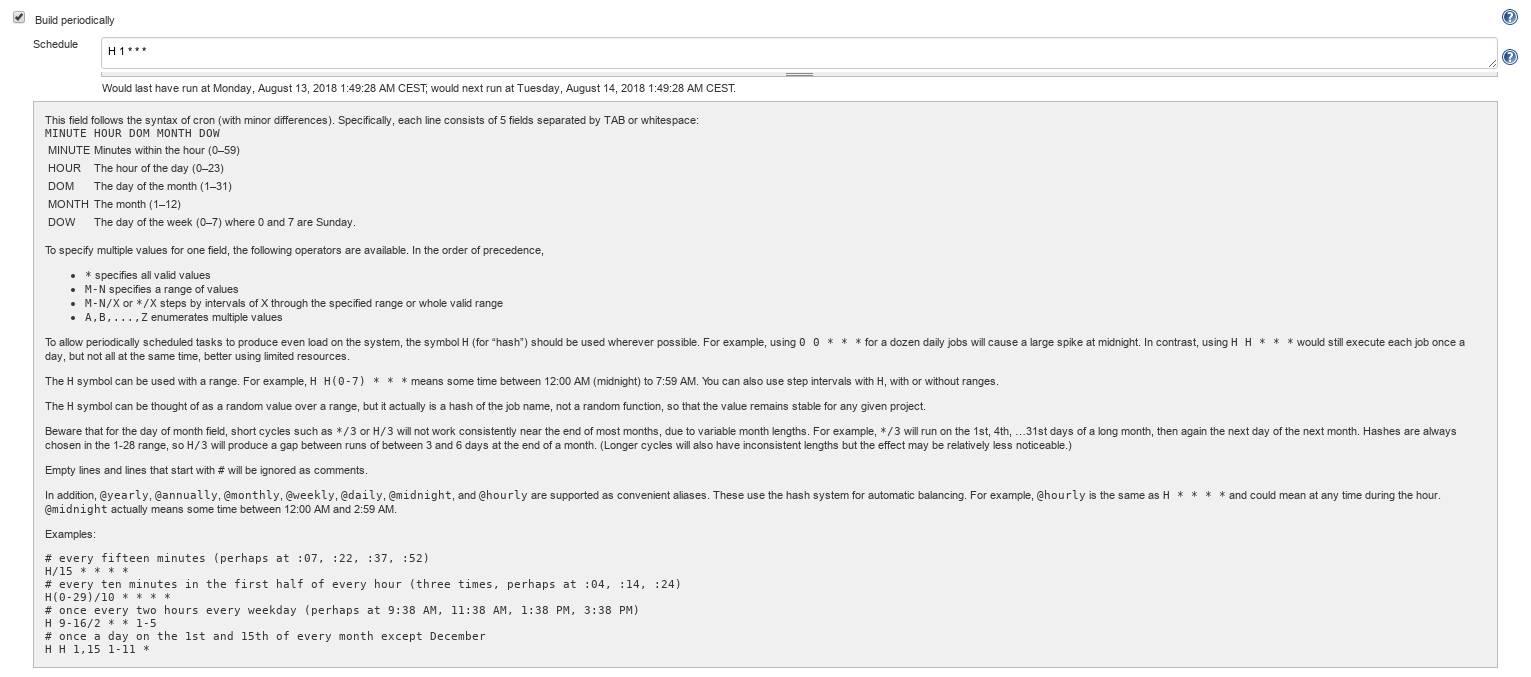 Build periodically
Schedule
H 1 * * *
Would last have run at Monday, August 13, 2018 1:49:28 AM CEST; would next run at Tuesday, August 14, 2018 1:49:28 AM CEST.
This field follows the syntax of cron (with minor differences). Specifically, each line consists of 5 fields separated by TAB or whitespace:
MINUTE HOUR DOM MONTH DOW
MINUTE Minutes within the hour (0–59)
HOUR The hour of the day (0–23)
DOM The day of the month (1–31)
MONTH The month (1–12)
DOW The day of the week (0–7) where 0 and 7 are Sunday.
To specify multiple values for one field, the following operators are available. In the order of precedence,
• * specifies all valid values
• M-N specifies a range of values
• M-N/X or */X steps by intervals of X through the specified range or whole valid range
• A,B,...,Z enumerates multiple values
To allow periodically scheduled tasks to produce even load on the system, the symbol H (for “hash”) should be used wherever possible. For example, using 0 0 * * * for a dozen daily jobs will cause a large spike at midnight. In contrast, using H H * * * would still execute each job once a
day, but not all at the same time, better using limited resources.
The H symbol can be used with a range. For example, H H(0-7) * * * means some time between 12:00 AM (midnight) to 7:59 AM. You can also use step intervals with H, with or without ranges.
The H symbol can be thought of as a random value over a range, but it actually is a hash of the job name, not a random function, so that the value remains stable for any given project.
Beware that for the day of month field, short cycles such as */3 or H/3 will not work consistently near the end of most months, due to variable month lengths. For example, */3 will run on the 1st, 4th, …31st days of a long month, then again the next day of the next month. Hashes are always
chosen in the 1-28 range, so H/3 will produce a gap between runs of between 3 and 6 days at the end of a month. (Longer cycles will also have inconsistent lengths but the effect may be relatively less noticeable.)
Empty lines and lines that start with # will be ignored as comments.
In addition, @yearly, @annually, @monthly, @weekly, @daily, @midnight, and @hourly are supported as convenient aliases. These use the hash system for automatic balancing. For example, @hourly is the same as H * * * * and could mean at any time during the hour.
@midnight actually means some time between 12:00 AM and 2:59 AM.
Examples:
# every fifteen minutes (perhaps at :07, :22, :37, :52)
H/15 * * * *
# every ten minutes in the first half of every hour (three times, perhaps at :04, :14, :24)
H(0-29)/10 * * * *
# once every two hours every weekday (perhaps at 9:38 AM, 11:38 AM, 1:38 PM, 3:38 PM)
H 9-16/2 * * 1-5
# once a day on the 1st and 15th of every month except December
H H 1,15 1-11 *